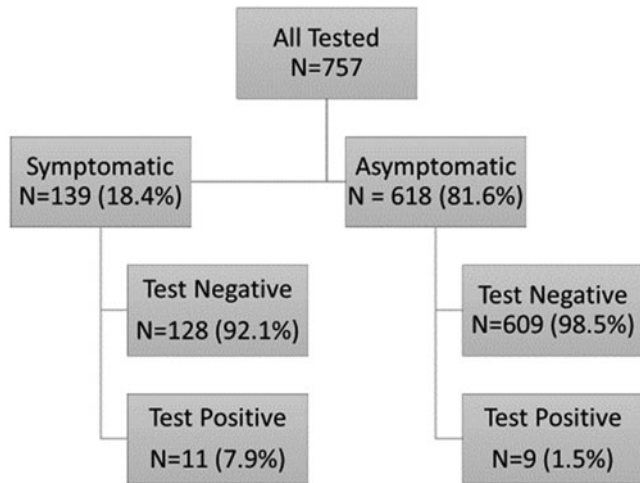 All Tested
N=757
Symptomatic
N=139 (18.4%)
Asymptomatic
N = 618 (81.6%)
Test Negative
N=128 (92.1%)
Test Positive
N=11 (7.9%)
Test Negative
N=609 (98.5%)
Test Positive
N=9 (1.5%)